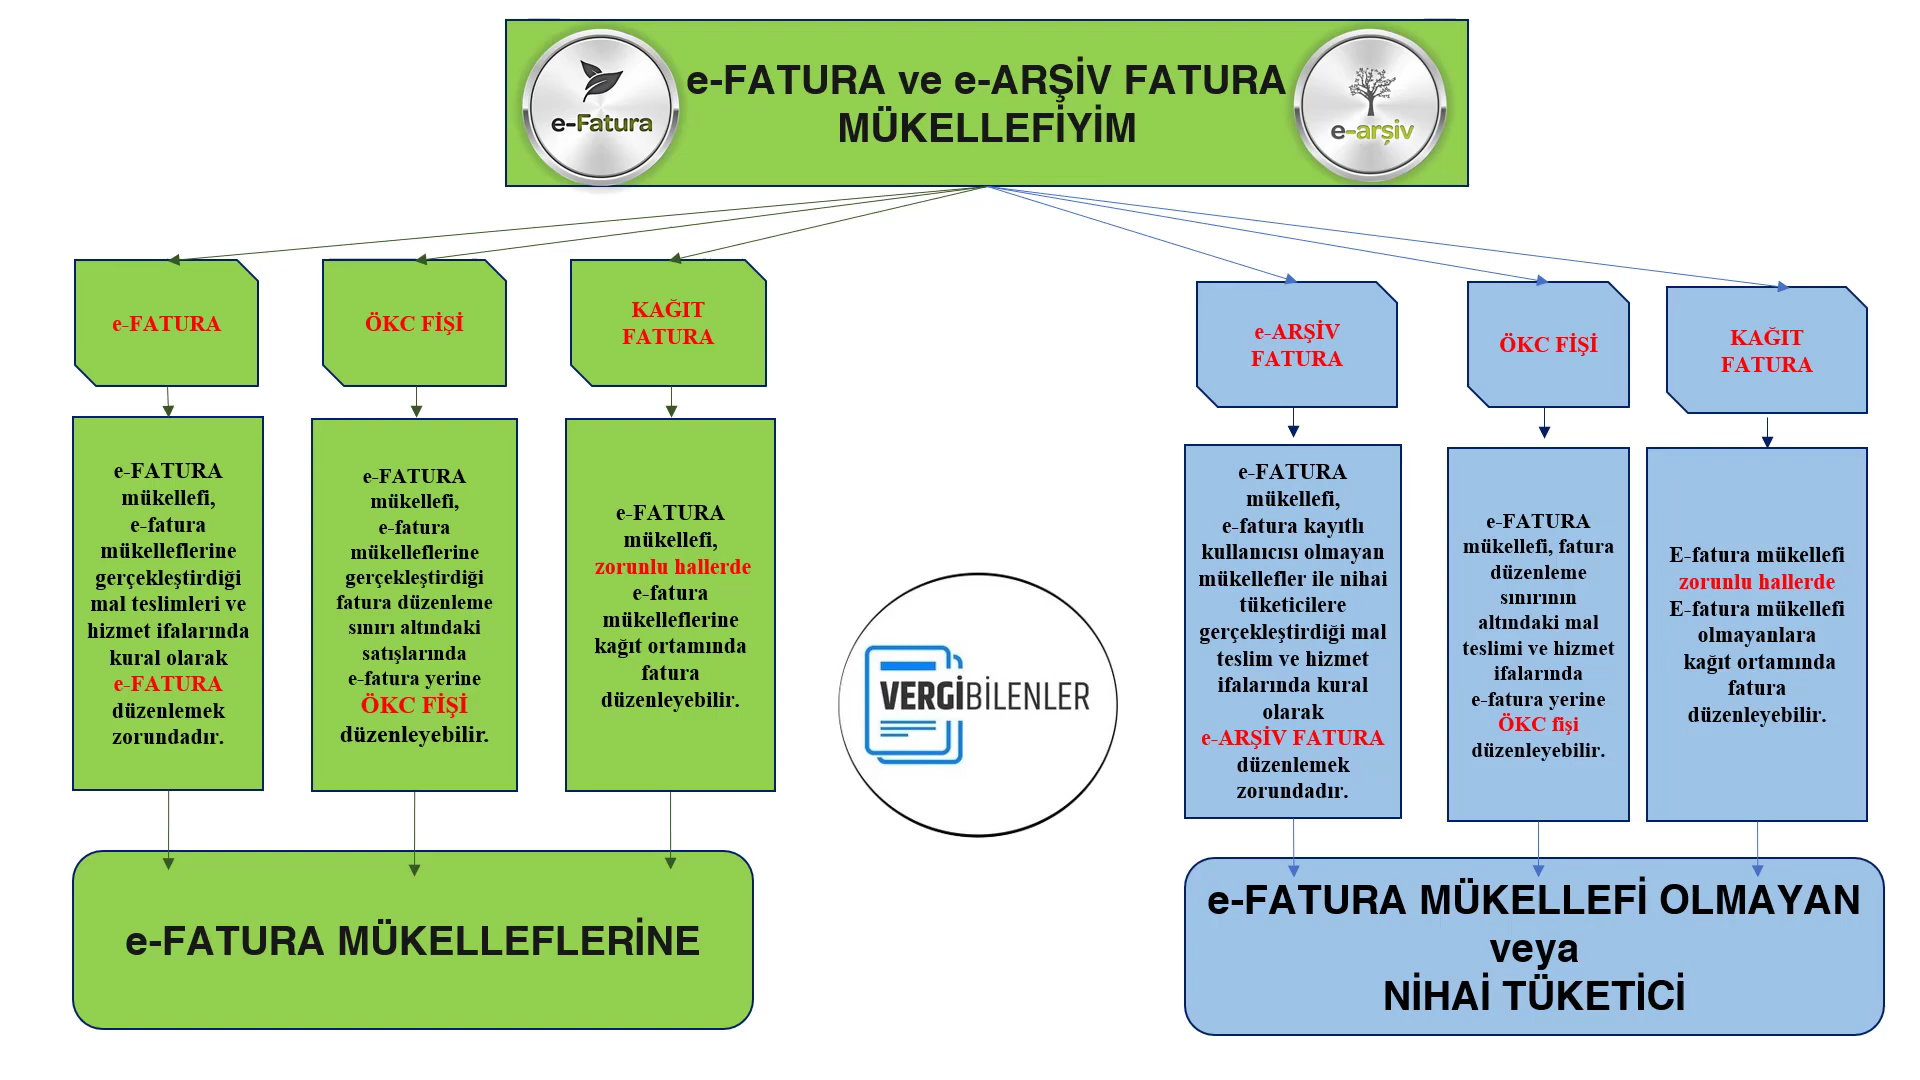 e-FATURA ve e-ARŞİV FATURA
MÜKELLEFİYİM
e-Fatura
e-arşiv
e-FATURA
ÖKC FİŞİ
KAĞIT
FATURA
e-ARŞİV
FATURA
ÖKC FİŞİ
KAĞIT
FATURA
e-FATURA
mükellefi,
e-fatura
mükelleflerine
gerçekleştirdiği
mal teslimleri ve
hizmet ifalarında
kural olarak
e-FATURA
düzenlemek
zorundadır.
e-FATURA
mükellefi,
e-fatura
mükelleflerine
gerçekleştirdiği
fatura düzenleme
sınırı altındaki
satışlarında
e-fatura yerine
ÖKC FİŞİ
düzenleyebilir.
e-FATURA
mükellefi,
zorunlu hallerde
e-fatura
mükelleflerine
kağıt ortamında
fatura
düzenleyebilir.
VERGİBİLENLER
e-FATURA
mükellefi,
e-fatura kayıtlı
kullanıcısı olmayan
mükellefler ile nihai
tüketicilere
gerçekleştirdiği mal
teslim ve hizmet
ifalarında kural
olarak
e-ARŞİV FATURA
düzenlemek
zorundadır.
e-FATURA
mükellefi, fatura
düzenleme
sınırının
altındaki mal
teslimi ve hizmet
ifalarında
e-fatura yerine
ÖKC fişi
düzenleyebilir.
E-fatura mükellefi
zorunlu hallerde
E-fatura mükellefi
olmayanlara
kağıt ortamında
fatura
düzenleyebilir.
e-FATURA MÜKELLEFLERİNE
e-FATURA MÜKELLEFİ OLMAYAN
veya
NİHAİ TÜKETİCİ